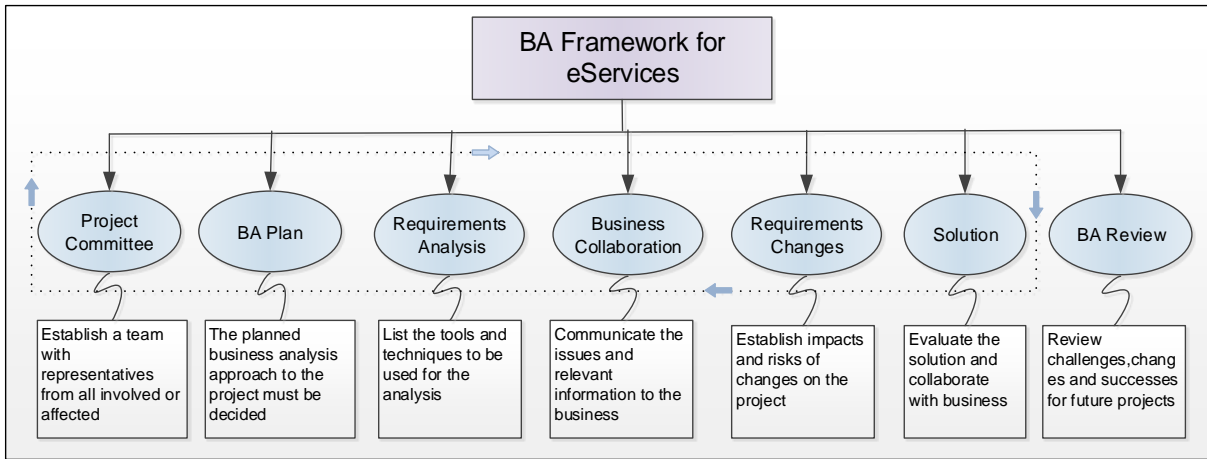 BA Framework for
eServices
Project
Committee
BA Plan
Requirements
Analysis
Business
Collaboration
Requirements
Changes
Solution
BA Review
Establish a team
with
representatives
from all involved or
affected
The planned
business analysis
approach to the
project must be
decided
List the tools and
techniques to be
used for the
analysis
Communicate the
issues and
relevant
information to the
business
Establish impacts
and risks of
changes on the
project
Evaluate the
solution and
collaborate
with business
Review
challenges,chang
es and successes
for future projects